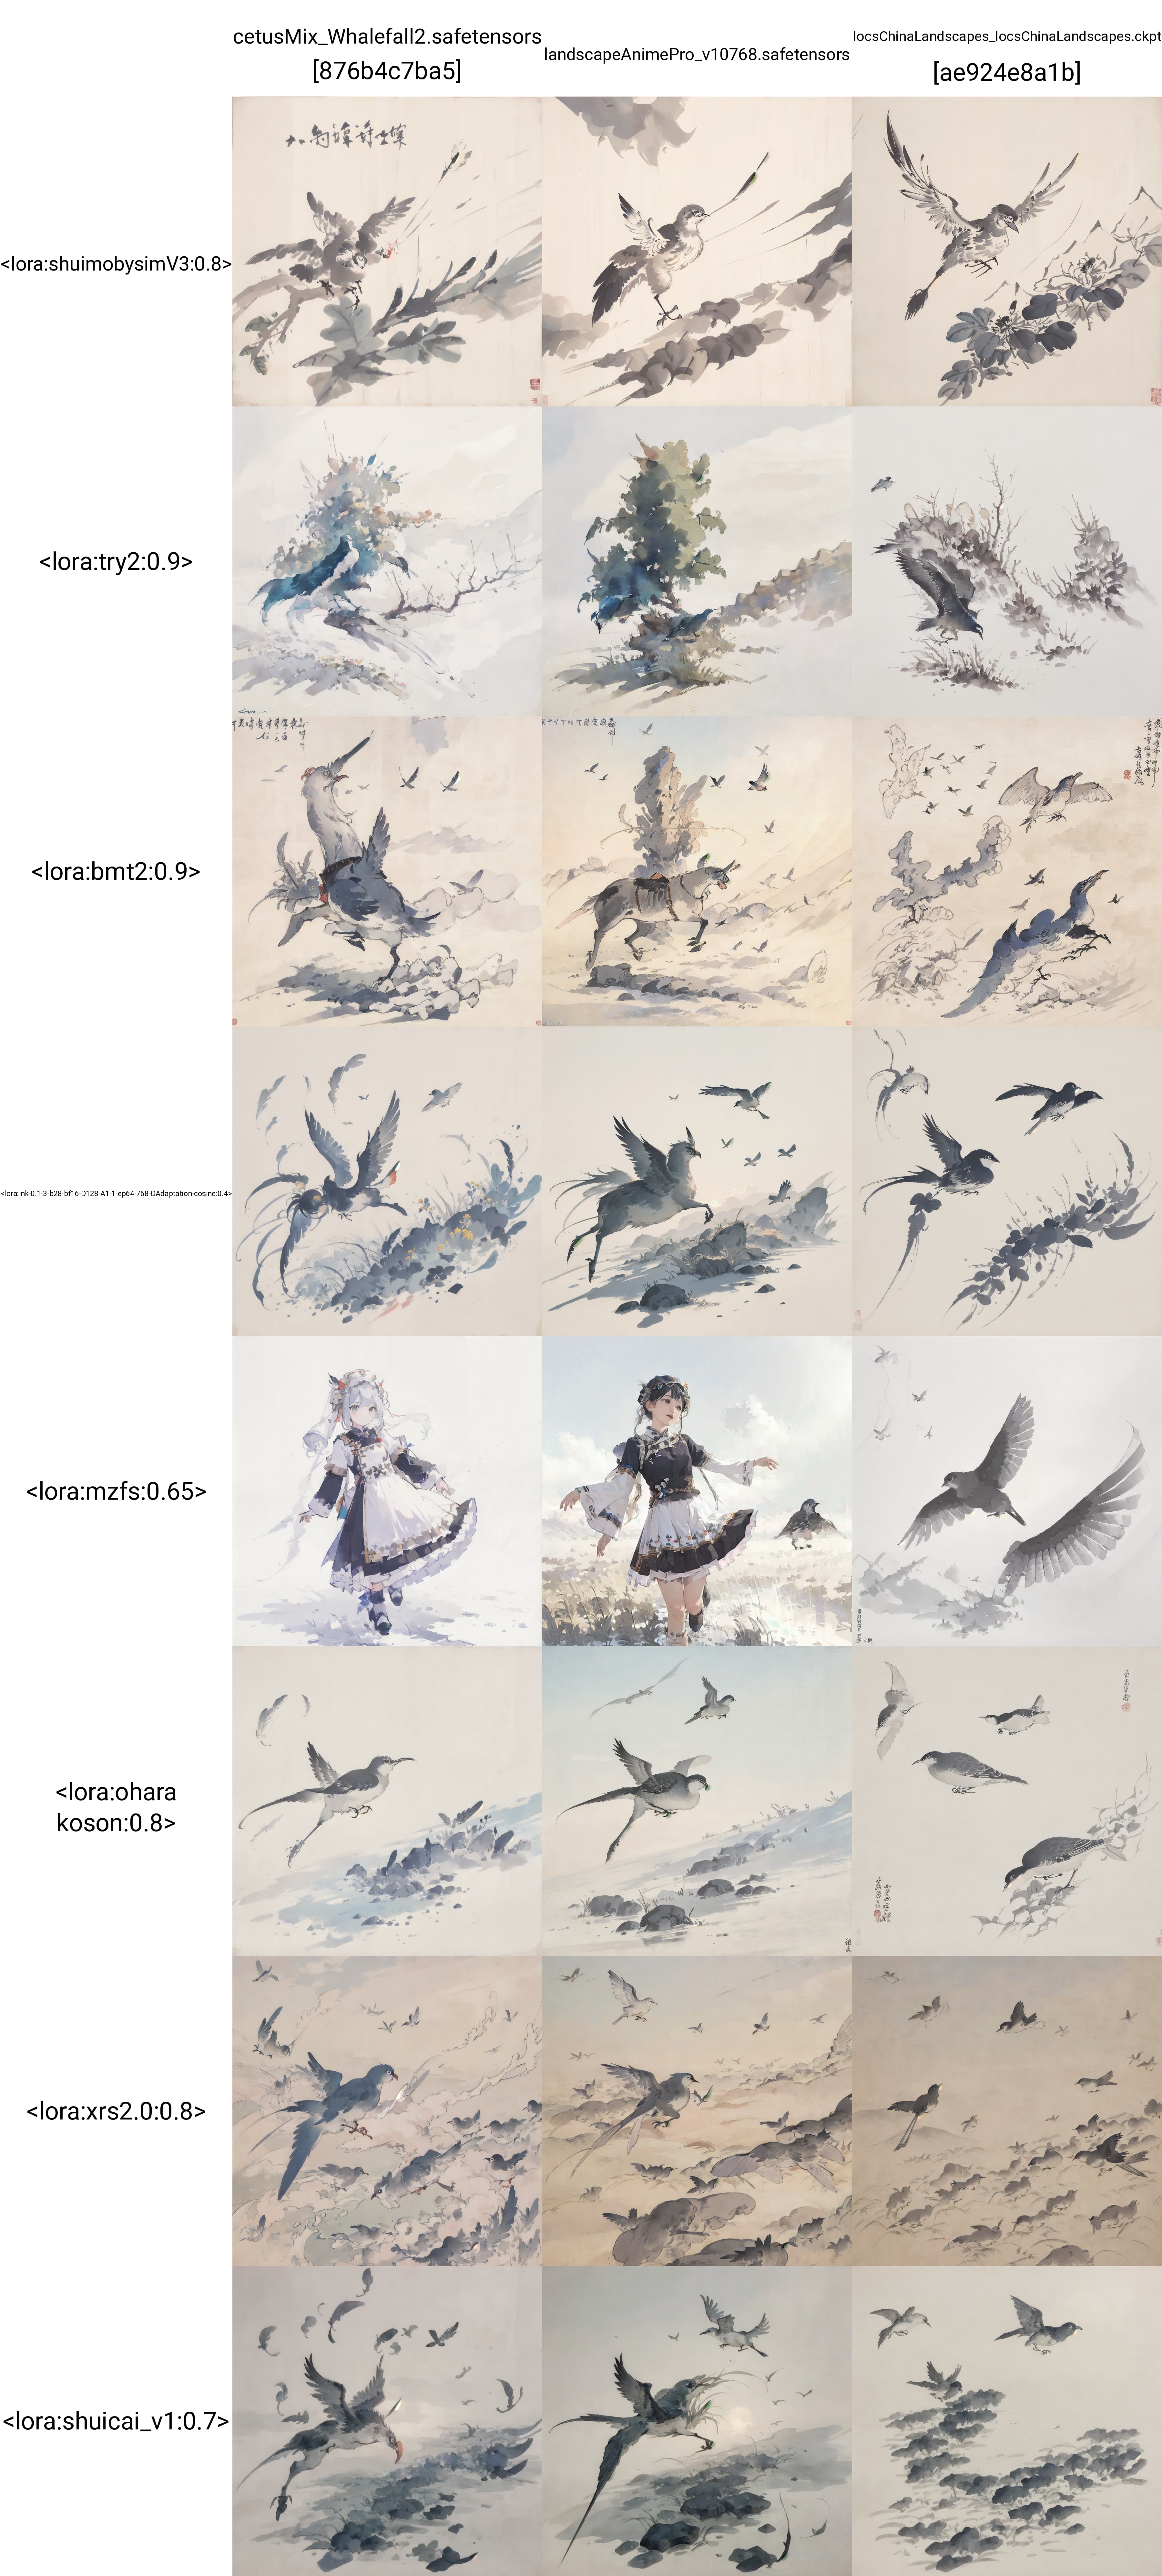 cetusMix_Whalefall2.safetensors
[876b4c7ba5]
landscapeAnimePro_v10768.safetensors
locsChinaLandscapes_locsChinaLandscapes.ckpt
[ae924e8a1b]
<lora:shuimobysimV3:0.8>
<lora:try2:0.9>
<lora:bmt2:0.9>
<lora:ink-0.1-3-b28-bf16-D128-A1-1-ep64-768-DAdaptation-cosine:0.4>
<lora:mzfs:0.65>
<lora:ohara
koson:0.8>
<lora:xrs2.0:0.8>
<lora:shuicai_v1:0.7>